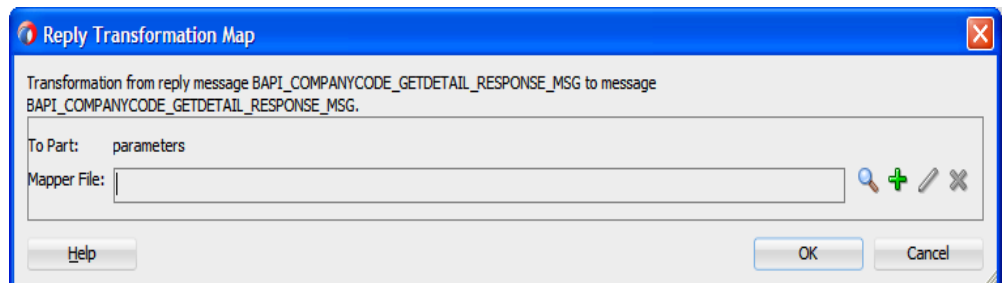 Reply Transformation Map
Transformation from reply message BAPI_COMPANYCODE_GETDETAIL_RESPONSE_MSG to message
BAPI_COMPANYCODE_GETDETAIL_RESPONSE_MSG.
To Part: parameters
Mapper File:
Help OK Cancel